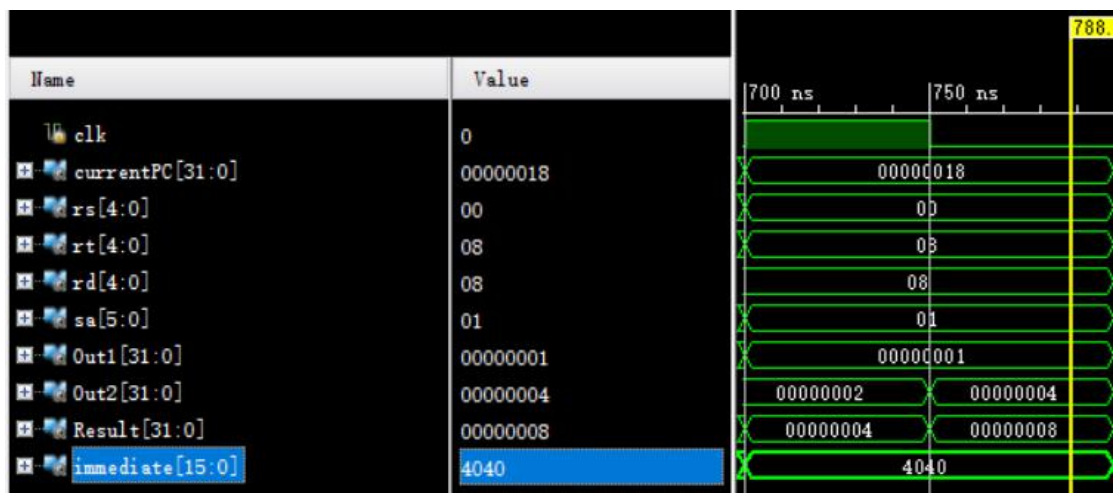 788.
Name Value 700 ns 750 ns
clk 0
currentPC[31:0] 00000018 00000018
rs[4:0] 00 00
rt[4:0] 08 08
rd[4:0] 08 08
sa[5:0] 01 01
Out1[31:0] 00000001 00000001
Out2[31:0] 00000004 00000002 00000004
Result[31:0] 00000008 00000004 00000008
immediate[15:0] 4040 4040